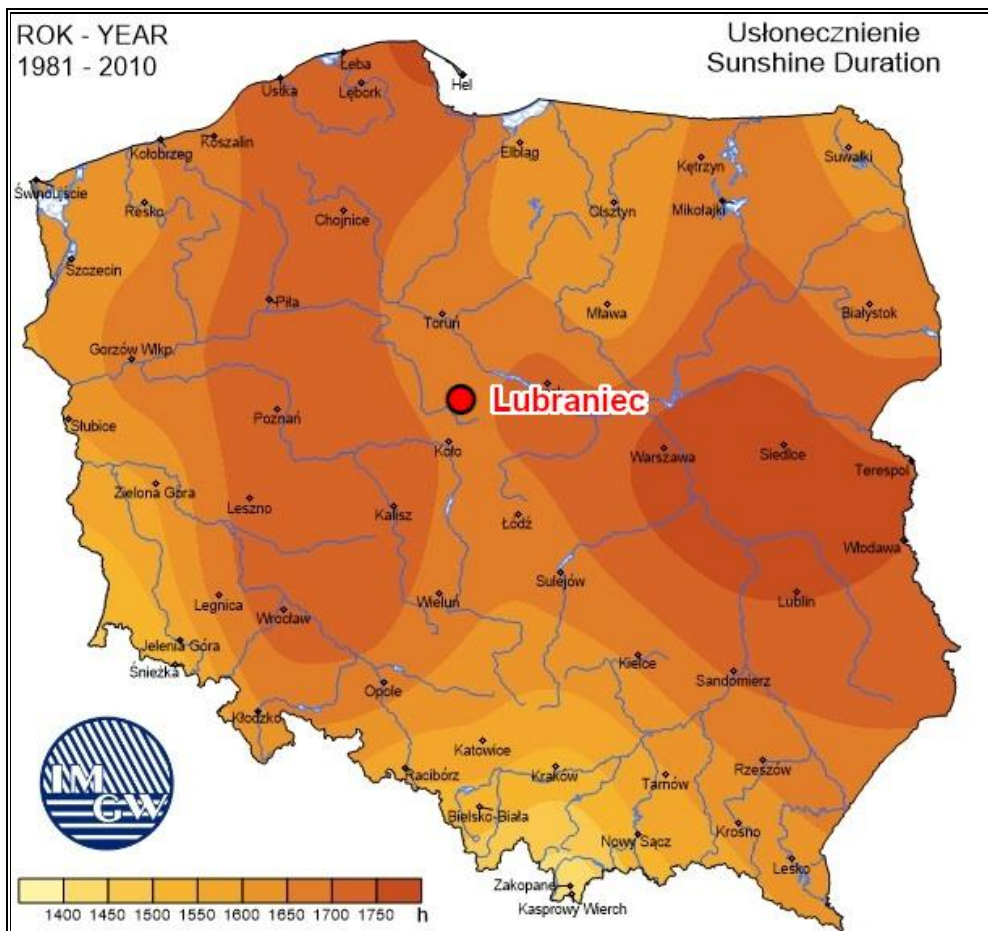 ROK - YEAR
1981 - 2010
Usłonecznienie
Sunshine Duration
Łeba
Hel
Ustka
Lębork
Koszalin
Kołobrzeg
Elbląg
Suwałki
Kętrzyn
Świnoujście
Resko
Chojnice
Olsztyn
Mikołajki
Szczecin
Piła
Toruń
Mława
Białystok
Gorzów Wlkp.
Lubraniec
Słubice
Poznań
Koło
Warszawa
Siedlce
Terespol
Zielona Góra
Leszno
Kalisz
Łódź
Włodawa
Sulejów
Legnica
Wrocław
Wieluń
Lublin
Jelenia Góra
Śnieżka
Kielce
Sandomierz
Opole
Kłodzko
Katowice
Racibórz
Kraków
Tarnów
Rzeszów
Bielsko-Biała
Nowy Sącz
Krosno
Lesko
Zakopane
Kasprowy Wierch
IM
GW
1400 1450 1500 1550 1600 1650 1700 1750 h